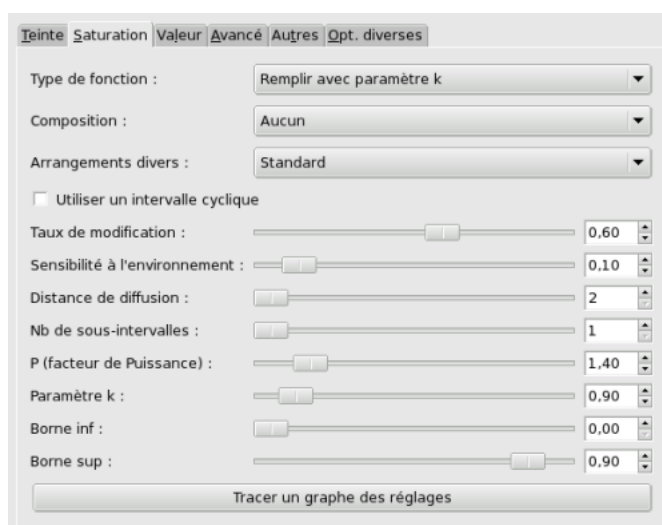 Teinte Saturation Valeur Avancé Autres Opt. diverses
Type de fonction : Remplir avec paramètre k
Composition : Aucun
Arrangements divers : Standard
Utiliser un intervalle cyclique
Taux de modification : 0,60
Sensibilité à l'environnement : 0,10
Distance de diffusion : 2
Nb de sous-intervalles : 1
P (facteur de Puissance) : 1,40
Paramètre k : 0,90
Borne inf : 0,00
Borne sup : 0,90
Tracer un graphe des réglages